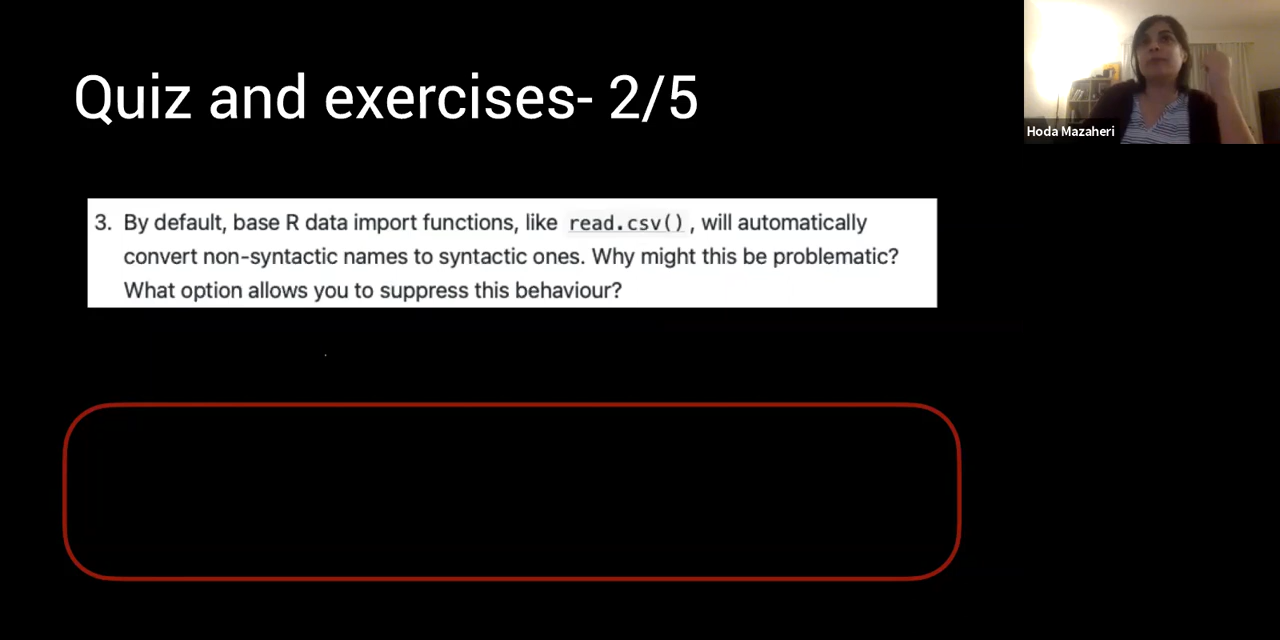 Quiz and exercises- 2/5
Hoda Mazaheri
3. By default, base R data import functions, like read.csv(), will automatically
convert non-syntactic names to syntactic ones. Why might this be problematic?
What option allows you to suppress this behaviour?